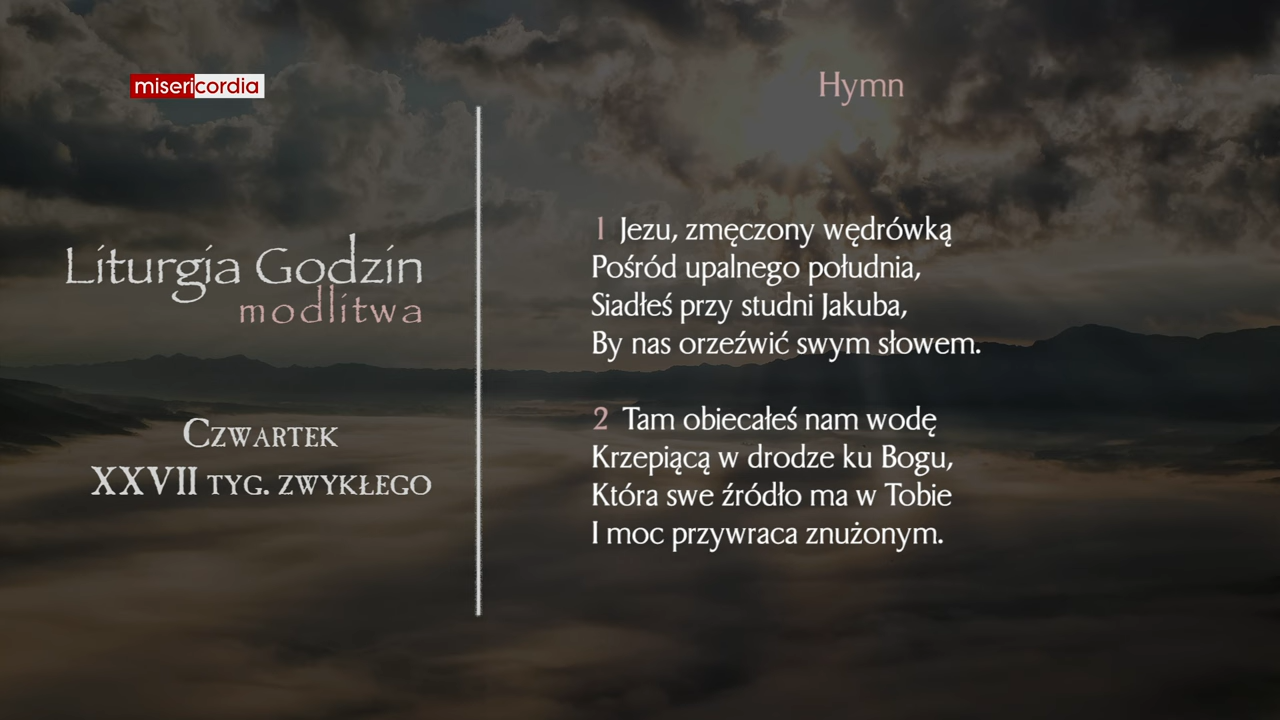 misericordia
Liturgia Godzin
modlitwa
Czwartek
XXVII tyg. zwykłego
Hymn
1 Jezu, zmęczony wędrówką
Pośród upalnego południa,
Siadłeś przy studni Jakuba,
By nas orzeźwić swym słowem.
2 Tam obiecałeś nam wodę
Krzepiącą w drodze ku Bogu,
Która swe źródło ma w Tobie
I moc przywraca znużonym.